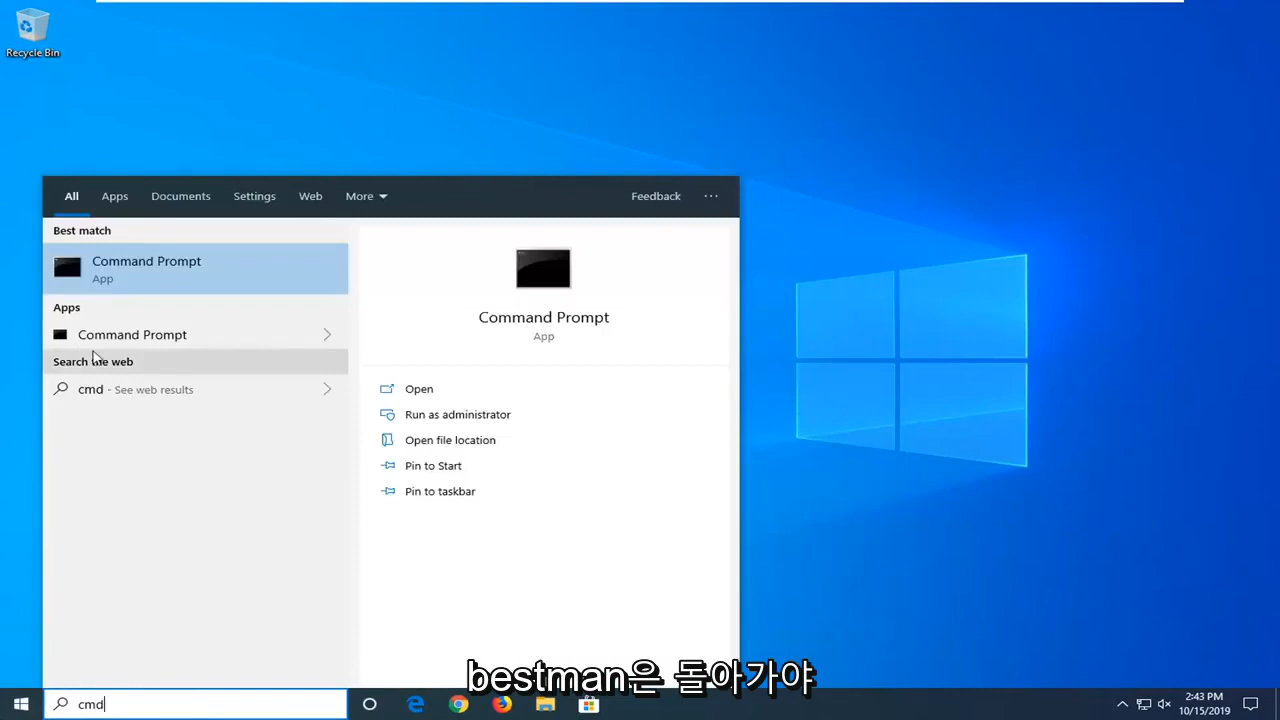 Recycle Bin
All Apps Documents Settings Web More Feedback ...
Best match
Command Prompt
App
Apps
Command Prompt
Search the web
cmd - See web results
Command Prompt
App
Open
Run as administrator
Open file location
Pin to Start
Pin to taskbar
bestman은 돌아가야
cmd
2:43 PM
10/15/2019